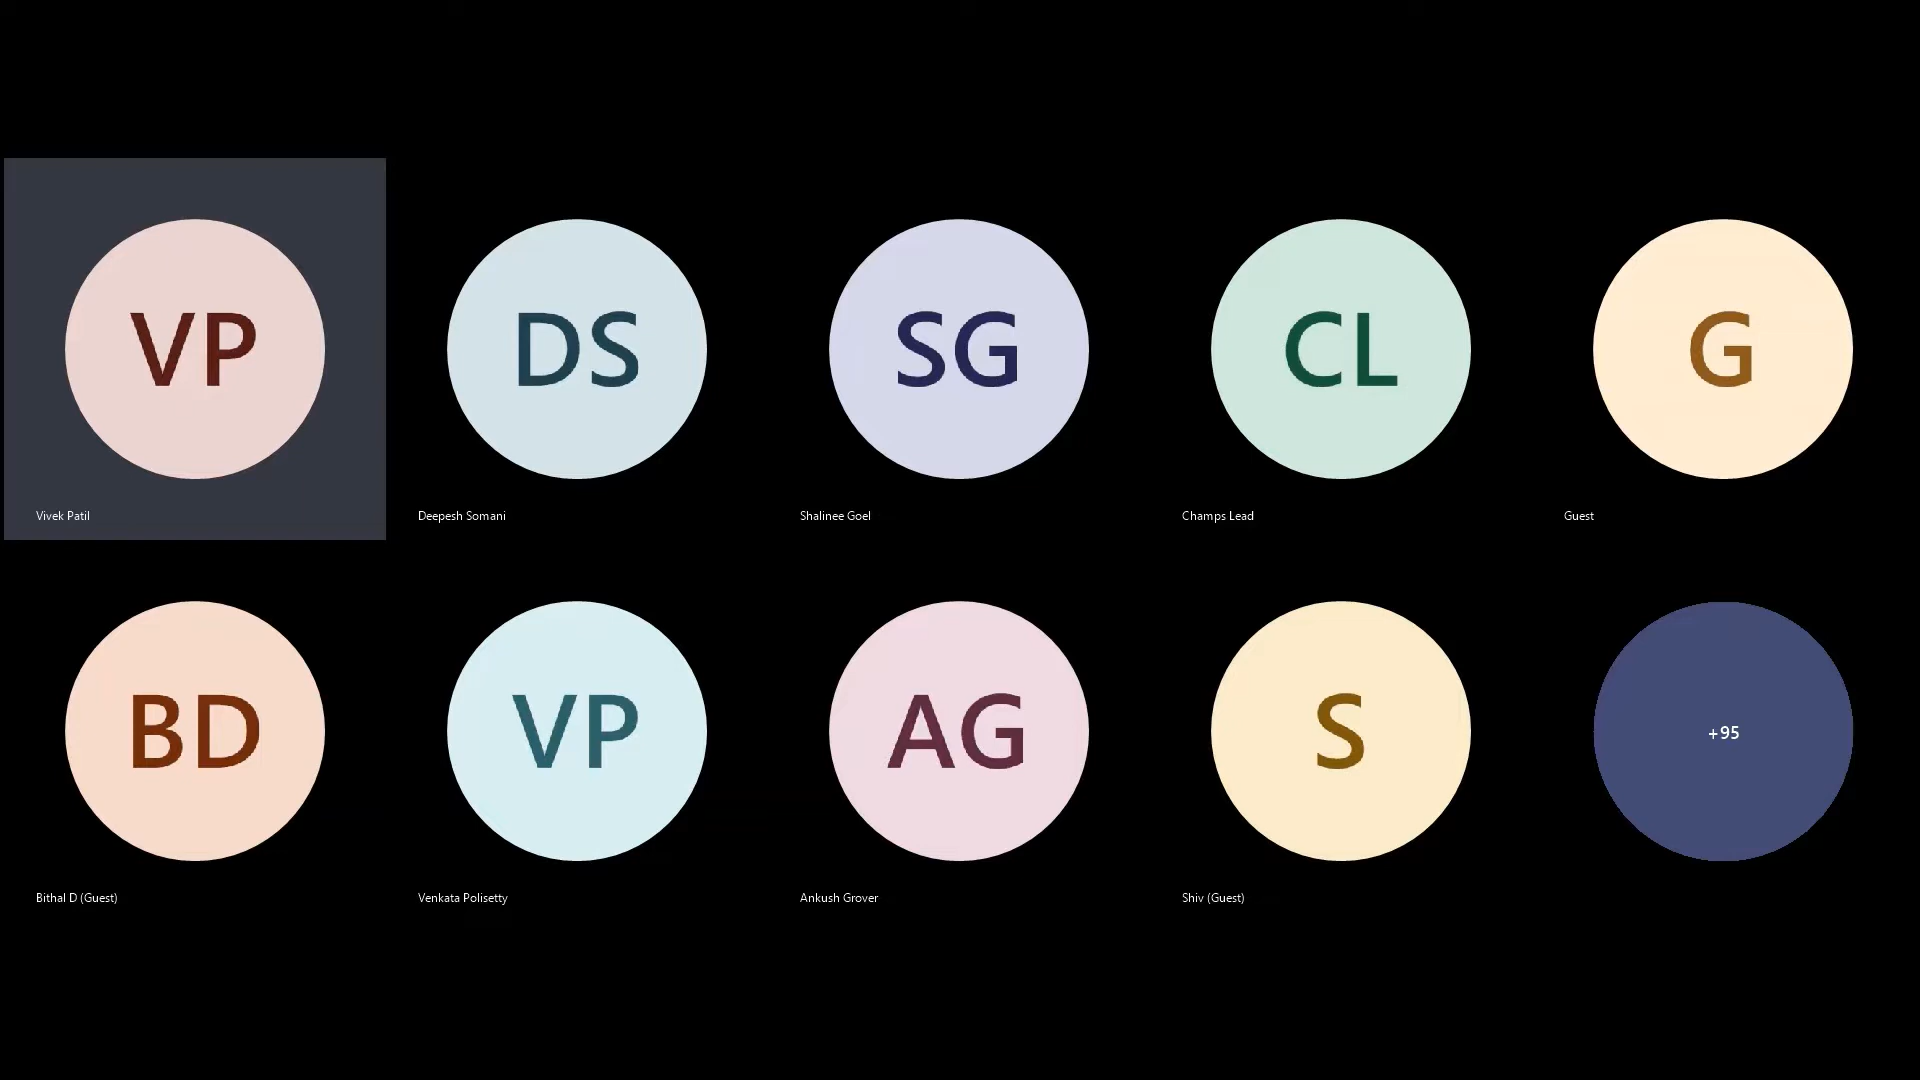 VP
DS
SG
CL
G
Vivek Patil
Deepesh Somani
Shalinee Goel
Champs Lead
Guest
BD
VP
AG
S
+95
Bithal D (Guest)
Venkata Polisetty
Ankush Grover
Shiv (Guest)